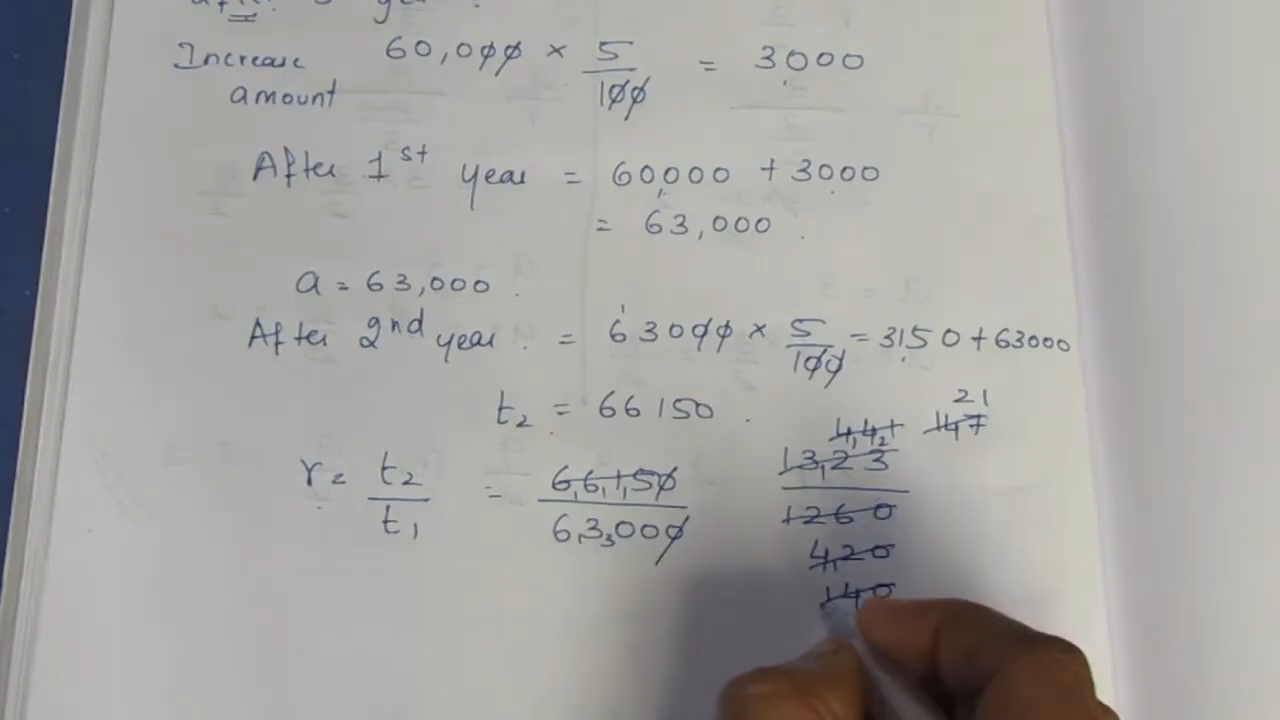 Increase 60,000 × 5/100 = 3000
amount
After 1st year = 60000 + 3000
= 63,000.
a = 63,000.
After 2nd year. = 63000 × 5/100 = 3150 + 63000
t2 = 66150.
21
441 147
r = t2/t1 = 66150/63000 1323
1260
420
140